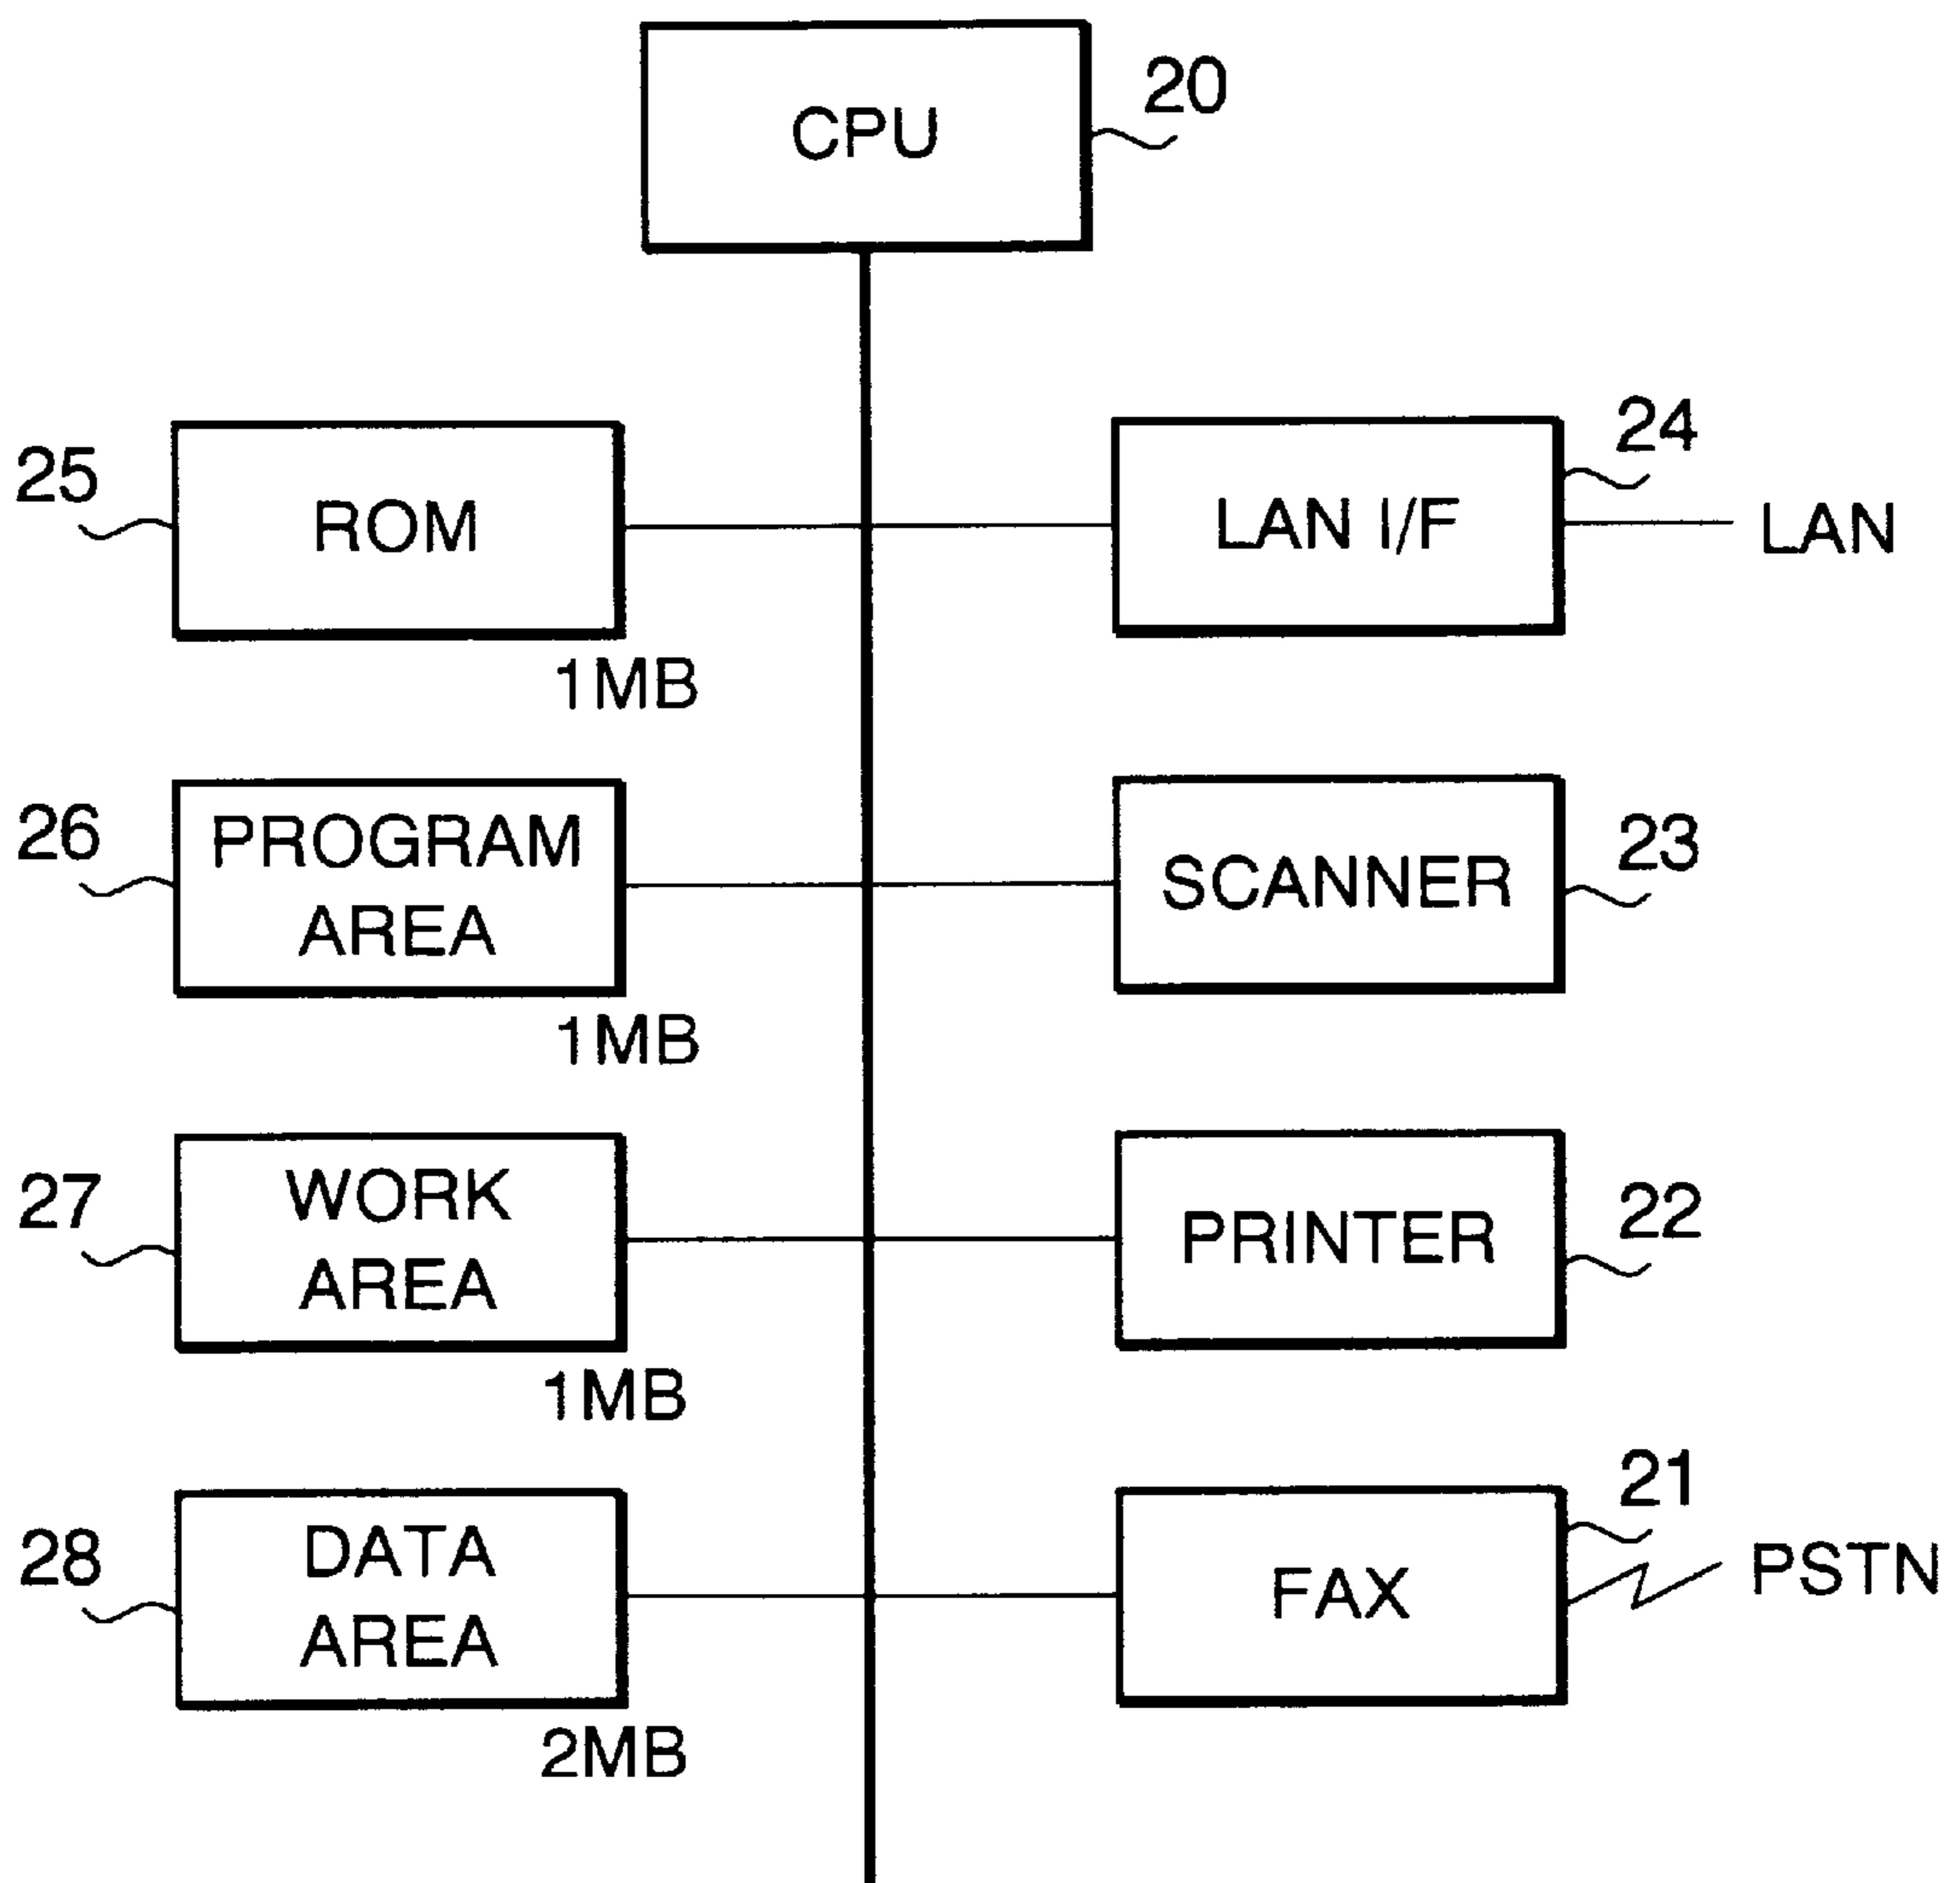 CPU
20
25
ROM
1MB
LAN I/F
24
LAN
26
PROGRAM
AREA
1MB
SCANNER
23
27
WORK
AREA
1MB
PRINTER
22
28
DATA
AREA
2MB
FAX
21
PSTN